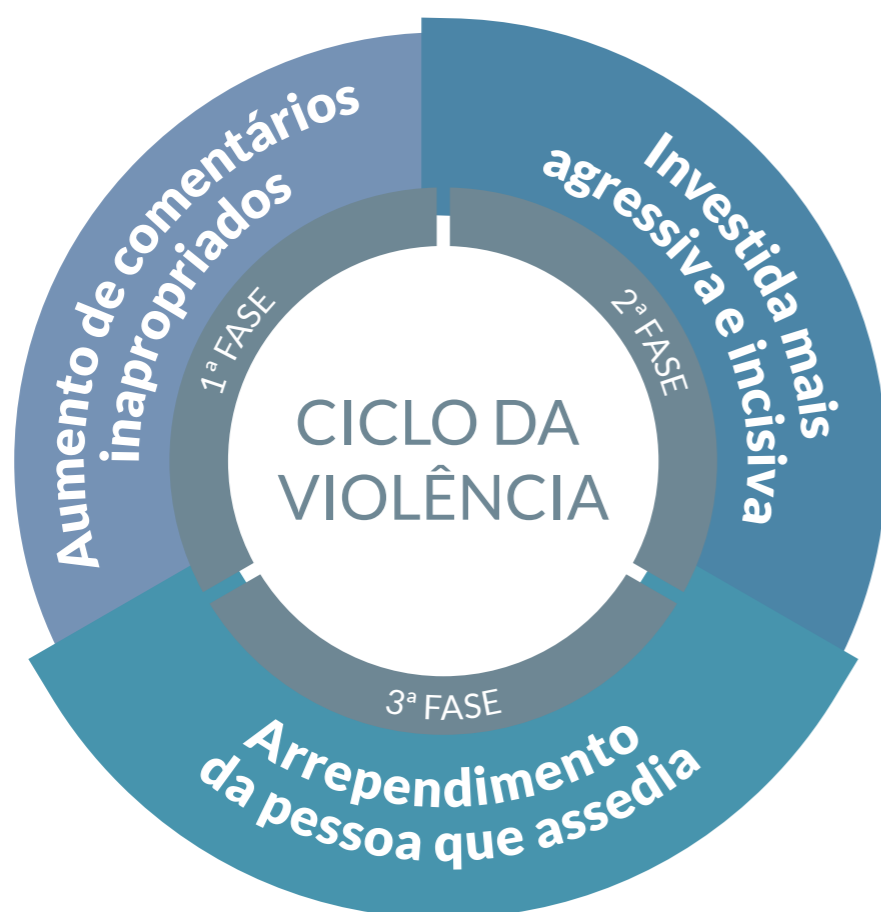 CICLO DA
VIOLÊNCIA
1ª FASE
Aumento de comentários
inapropriados
2ª FASE
Investida mais
agressiva e incisiva
3ª FASE
Arrependimento
da pessoa que assedia